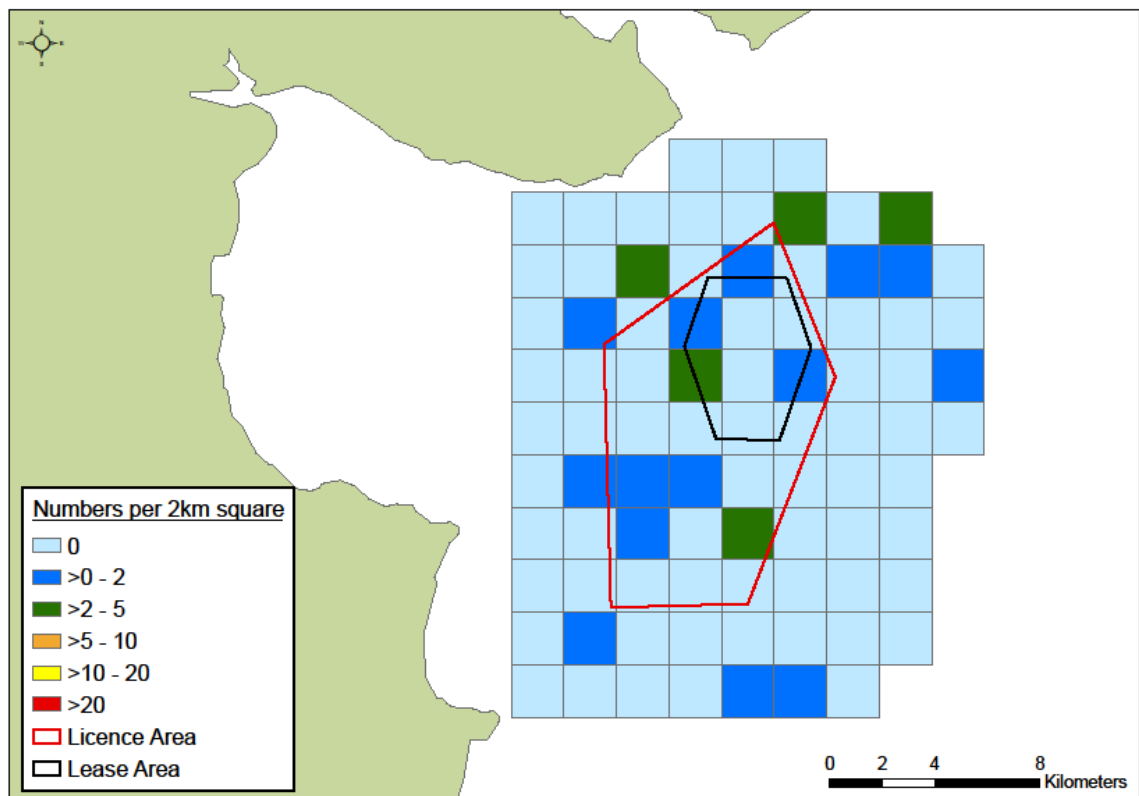 N
E
S
Numbers per 2km square
0
>0 - 2
>2 - 5
>5 - 10
>10 - 20
>20
Licence Area
Lease Area
0 2 4 8
Kilometers